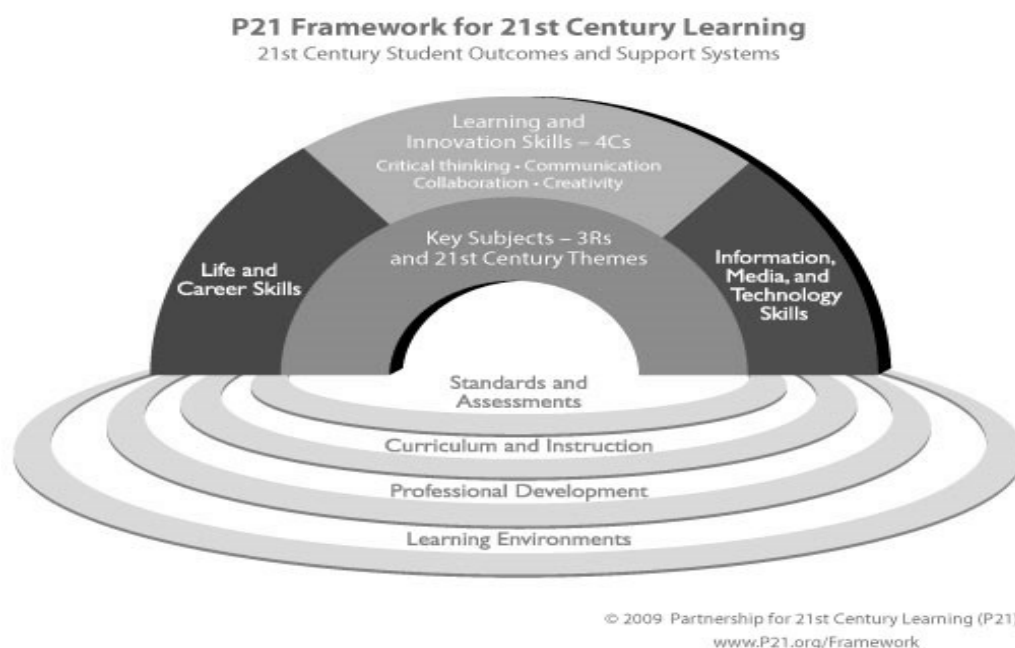 P21 Framework for 21st Century Learning
21st Century Student Outcomes and Support Systems
Learning and
Innovation Skills – 4Cs
Critical thinking • Communication
Collaboration • Creativity
Key Subjects – 3Rs
and 21st Century Themes
Life and
Career Skills
Information,
Media, and
Technology
Skills
Standards and
Assessments
Curriculum and Instruction
Professional Development
Learning Environments
© 2009 Partnership for 21st Century Learning (P21)
www.P21.org/Framework